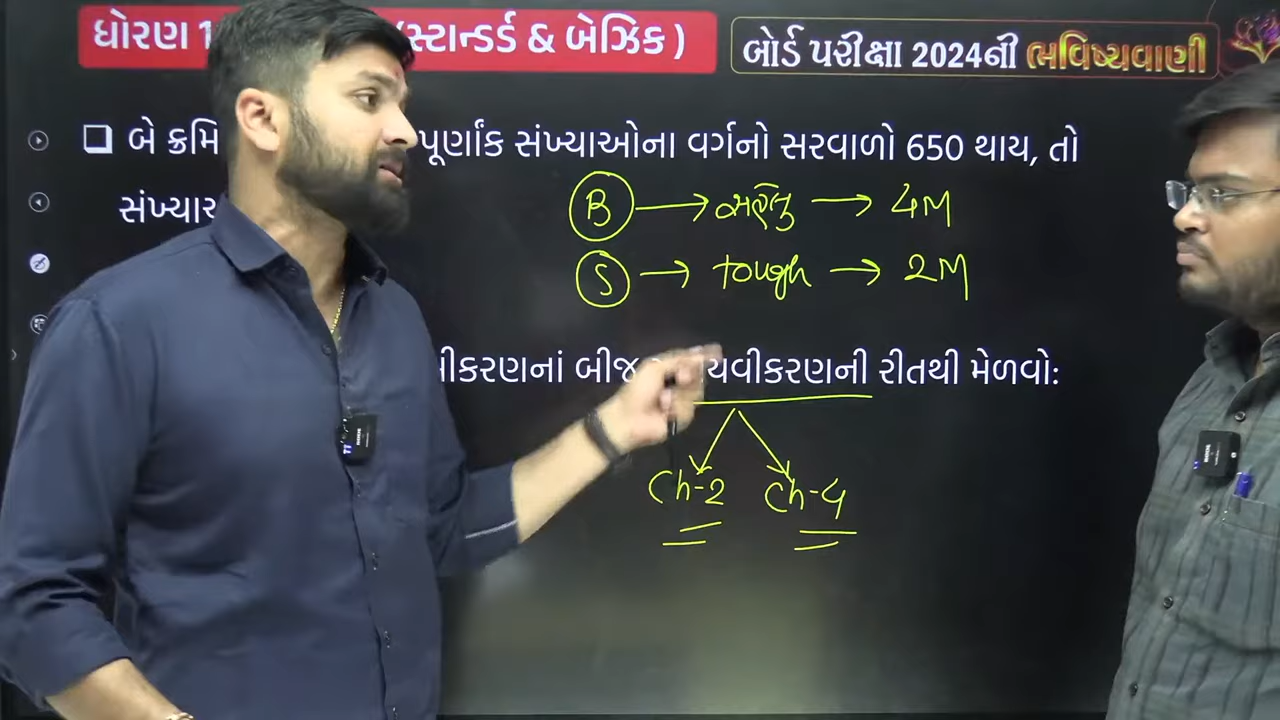 ધોરણ 1 (સ્ટાન્ડર્ડ & બેઝિક )
બોર્ડ પરીક્ષા 2024ની ભવિષ્યવાણી
❑ બે ક્રમિ પૂર્ણાંક સંખ્યાઓના વર્ગનો સરવાળો 650 થાય, તો
સંખ્યાઓ
B → સહેલુ → 4M
S → tough → 2M
મીકરણનાં બીજ યવીકરણની રીતથી મેળવો:
Ch-2 Ch-4